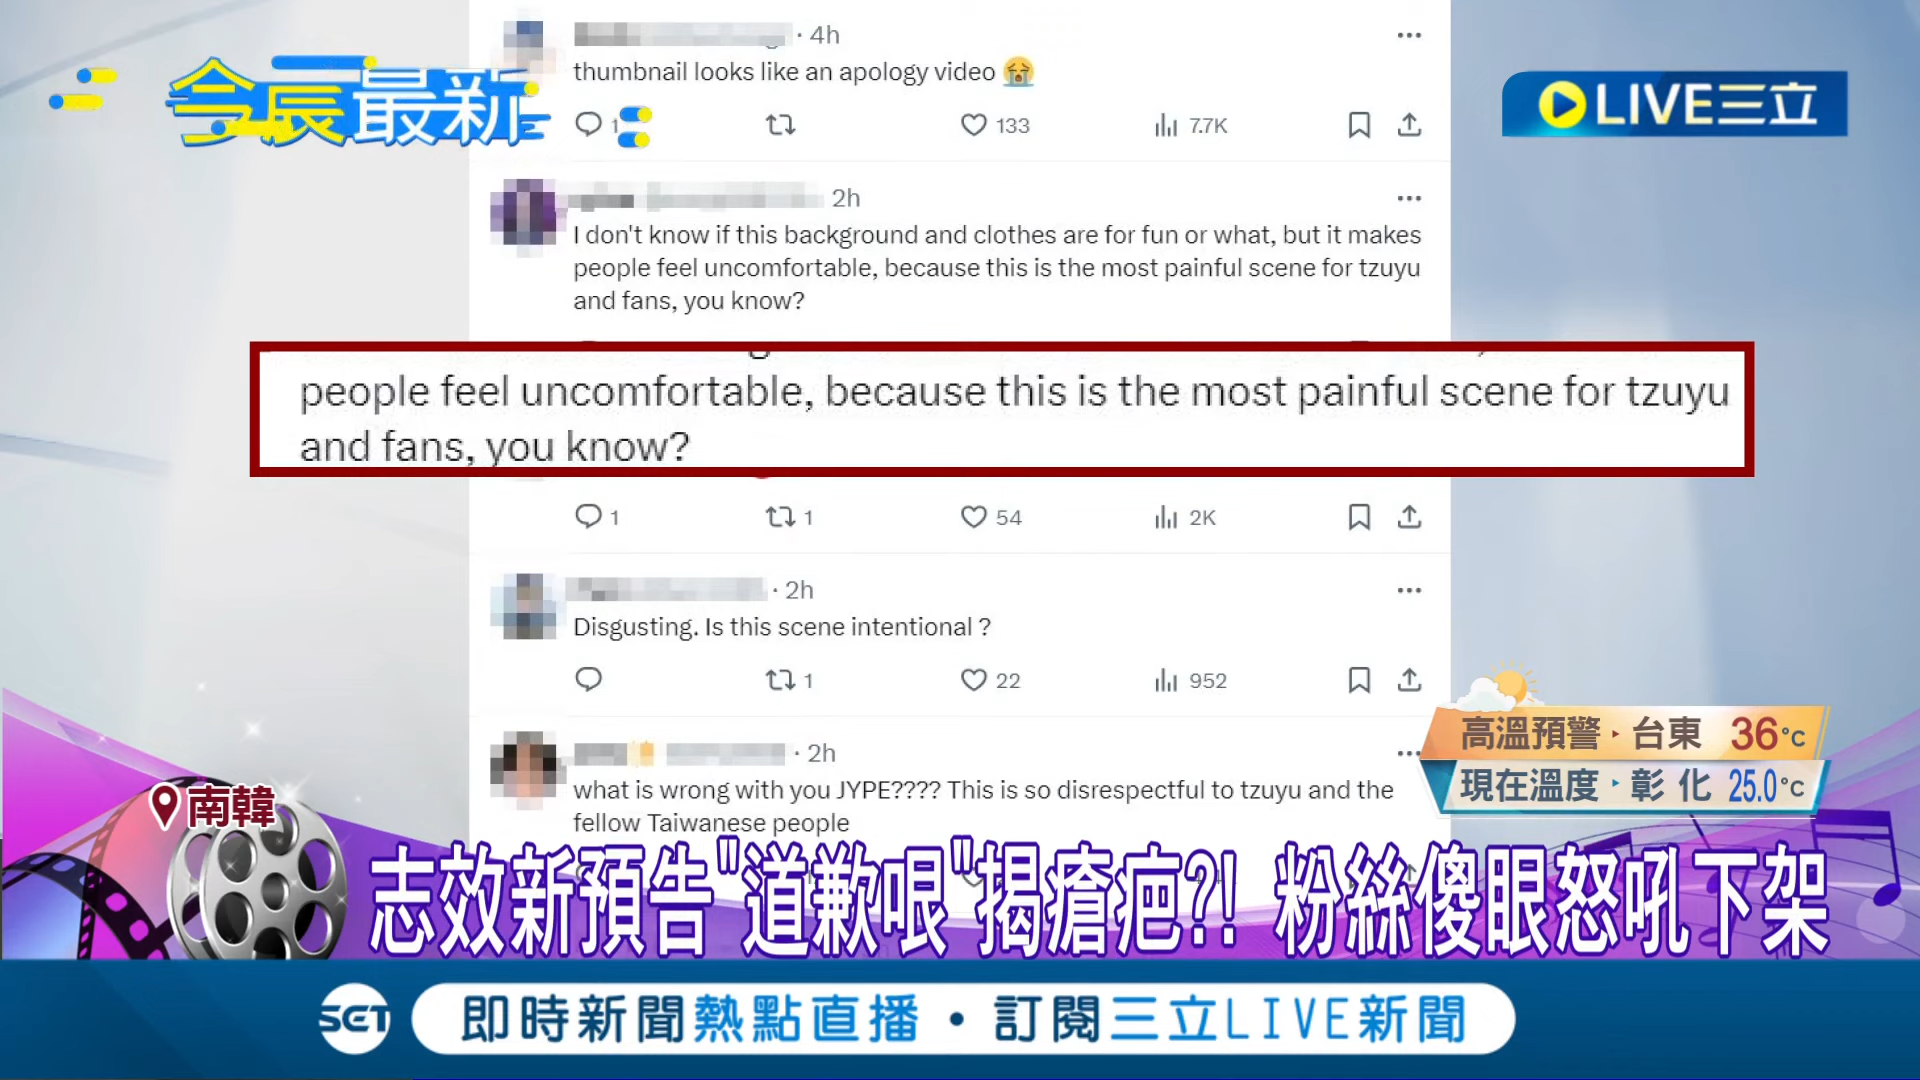 今辰最新
LIVE三立
· 4h
thumbnail looks like an apology video 😭
1
133
7.7K
2h
I don't know if this background and clothes are for fun or what, but it makes
people feel uncomfortable, because this is the most painful scene for tzuyu
and fans, you know?
people feel uncomfortable, because this is the most painful scene for tzuyu
and fans, you know?
1
1
54
2K
· 2h
Disgusting. Is this scene intentional ?
1
22
952
· 2h
what is wrong with you JYPE???? This is so disrespectful to tzuyu and the
fellow Taiwanese people
高溫預警 · 台東 36°C
現在溫度 · 彰化 25.0°C
南韓
志效新預告"道歉哏"揭瘡疤?! 粉絲傻眼怒吼下架
SET
即時新聞熱點直播 · 訂閱三立LIVE新聞